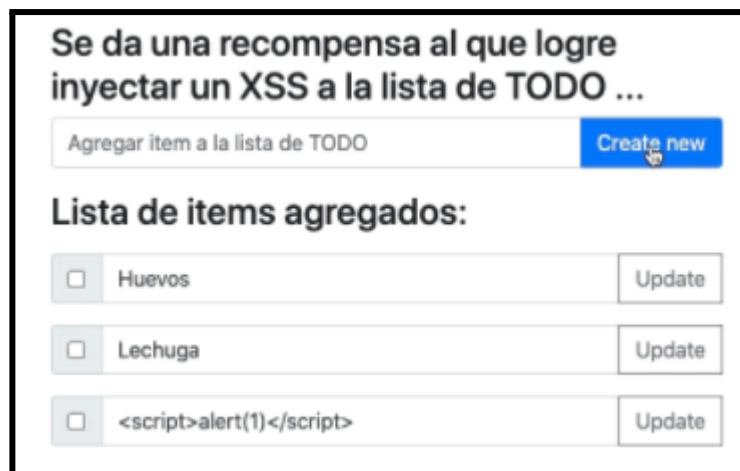 Se da una recompensa al que logre
inyectar un XSS a la lista de TODO ...
Agregar item a la lista de TODO
Create new
Lista de items agregados:
Huevos
Update
Lechuga
Update
<script>alert(1)</script>
Update